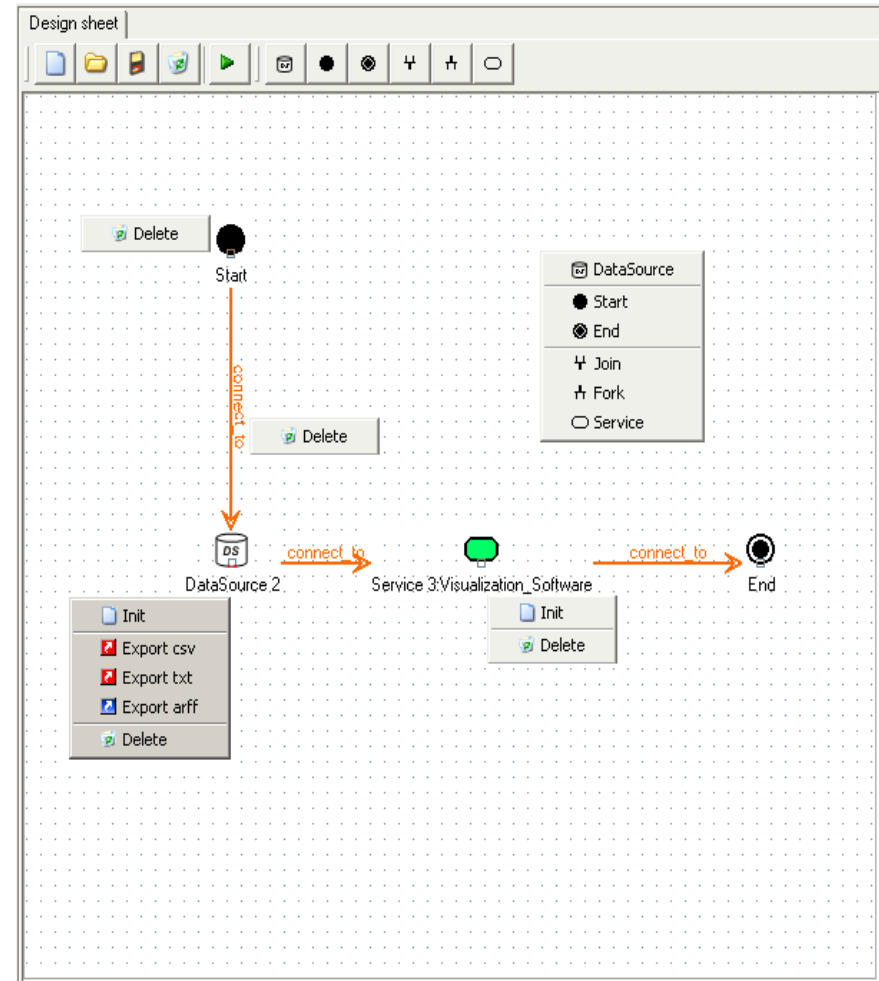 Design sheet
Delete
Start
DataSource
Start
End
Join
Fork
Service
connect_to
Delete
DS
connect_to
connect_to
DataSource 2
Service 3:Visualization_Software
End
Init
Export csv
Export txt
Export arff
Delete
Init
Delete